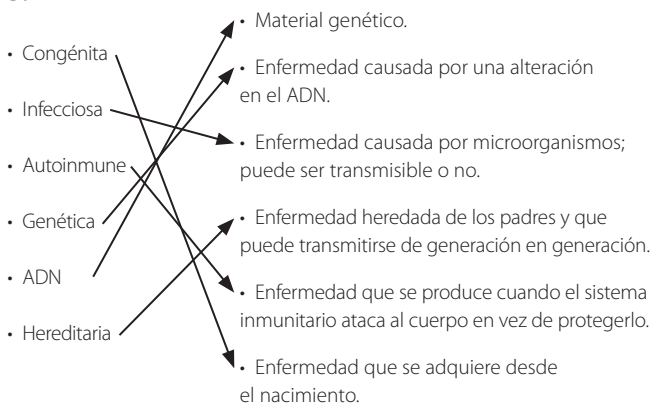 • Congénita
• Infecciosa
• Autoinmune
• Genética
• ADN
• Hereditaria
• Material genético.
• Enfermedad causada por una alteración
en el ADN.
• Enfermedad causada por microorganismos;
puede ser transmisible o no.
• Enfermedad heredada de los padres y que
puede transmitirse de generación en generación.
• Enfermedad que se produce cuando el sistema
inmunitario ataca al cuerpo en vez de protegerlo.
• Enfermedad que se adquiere desde
el nacimiento.